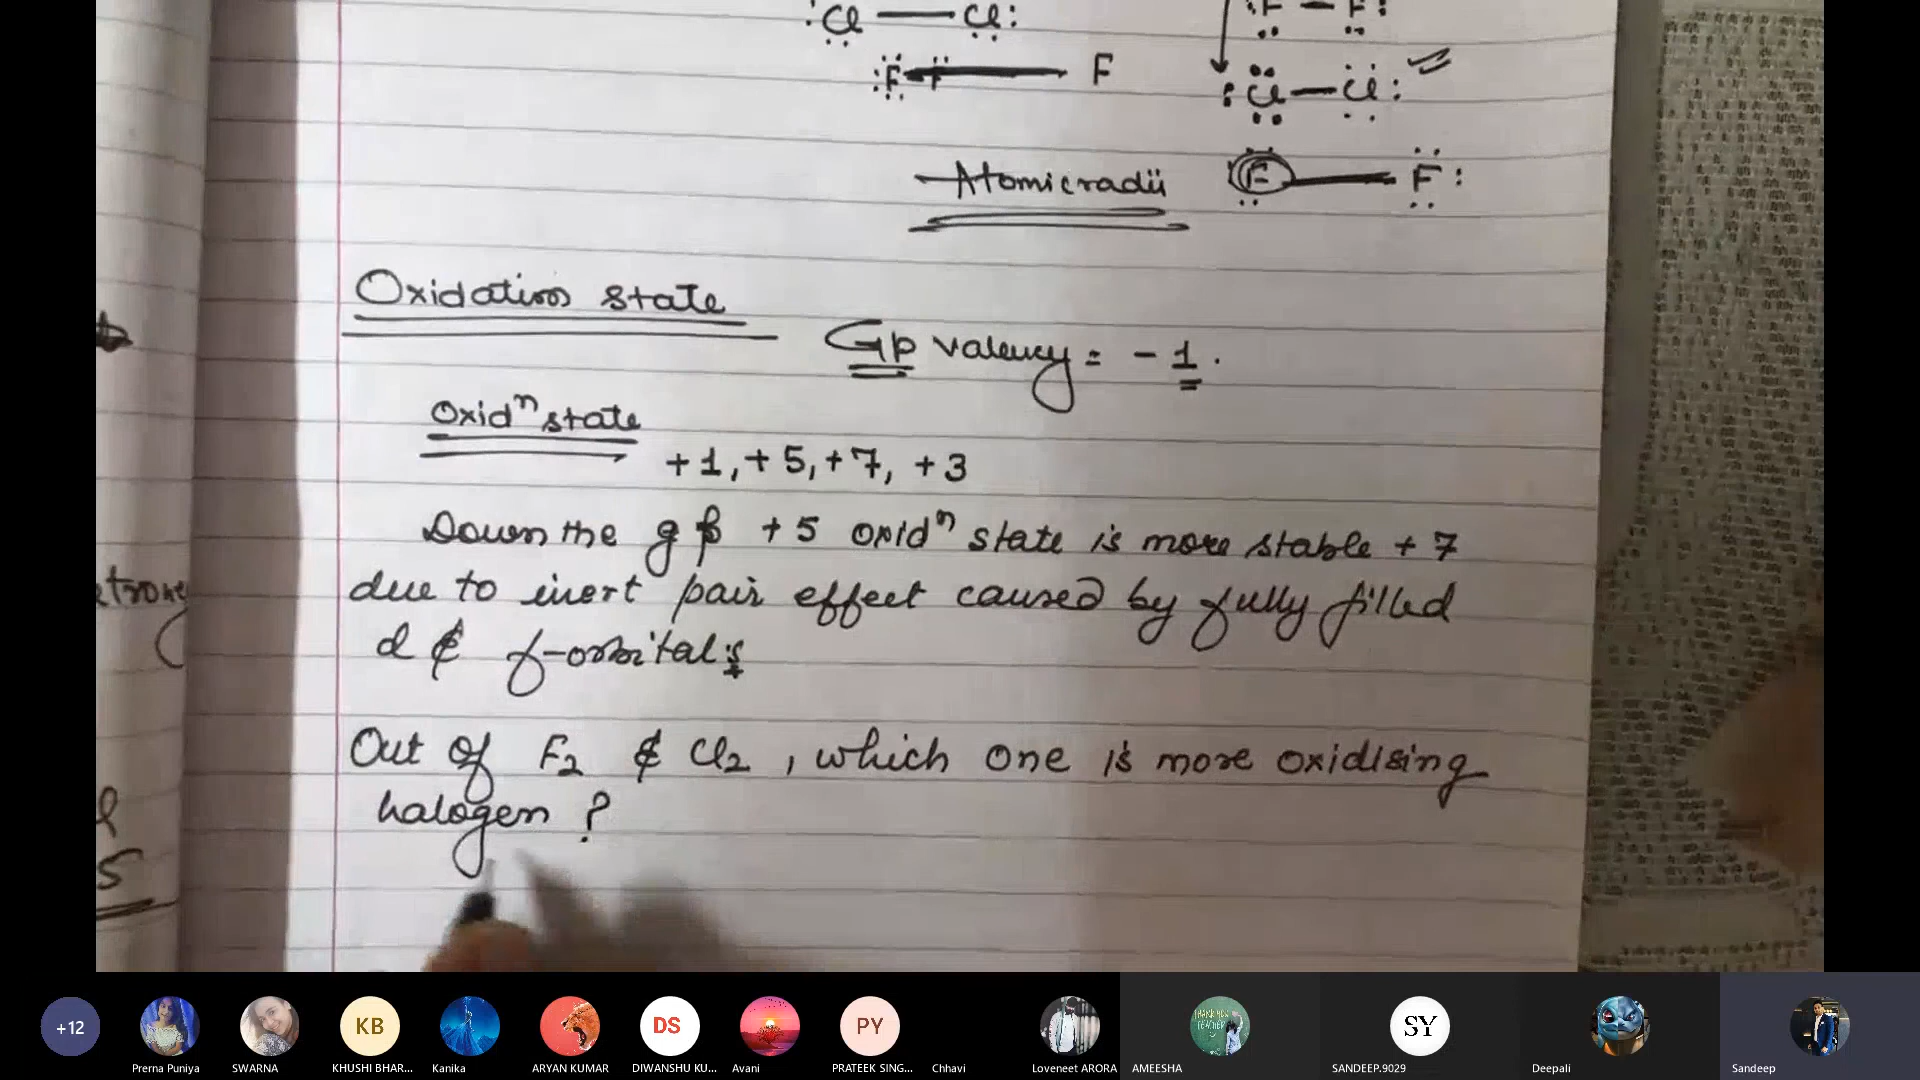 :Cl — Cl:
:F — F:
F F — F
:Cl — Cl:
Atomic radii
F — F:
Oxidation state
Gp valency = -1.
Oxidⁿ state
+1, +5, +7, +3
Down the gp +5 oxidⁿ state is more stable +7
due to inert pair effect caused by fully filled
d & f-orbitals
etrong
5
Out of F₂ & Cl₂, which one is more oxidising
halogen ?
+12
Prerna Puniya
SWARNA
KB
KHUSHI BHAR...
Kanika
ARYAN KUMAR
DS
DIWANSHU KU...
Avani
PY
PRATEEK SING...
Chhavi
Loveneet ARORA
AMEESHA
SY
SANDEEP.9029
Deepali
Sandeep